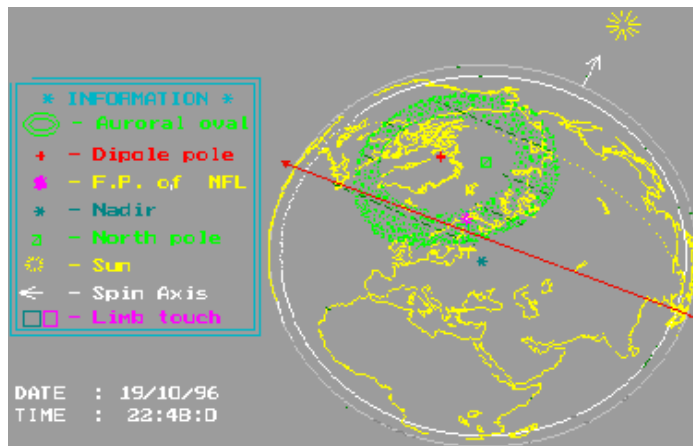 * INFORMATION *
- Auroral oval
- Dipole pole
- F.P. of NFL
- Nadir
- North pole
- Sun
- Spin Axis
- Limb touch
DATE : 19/10/96
TIME : 22:48:0